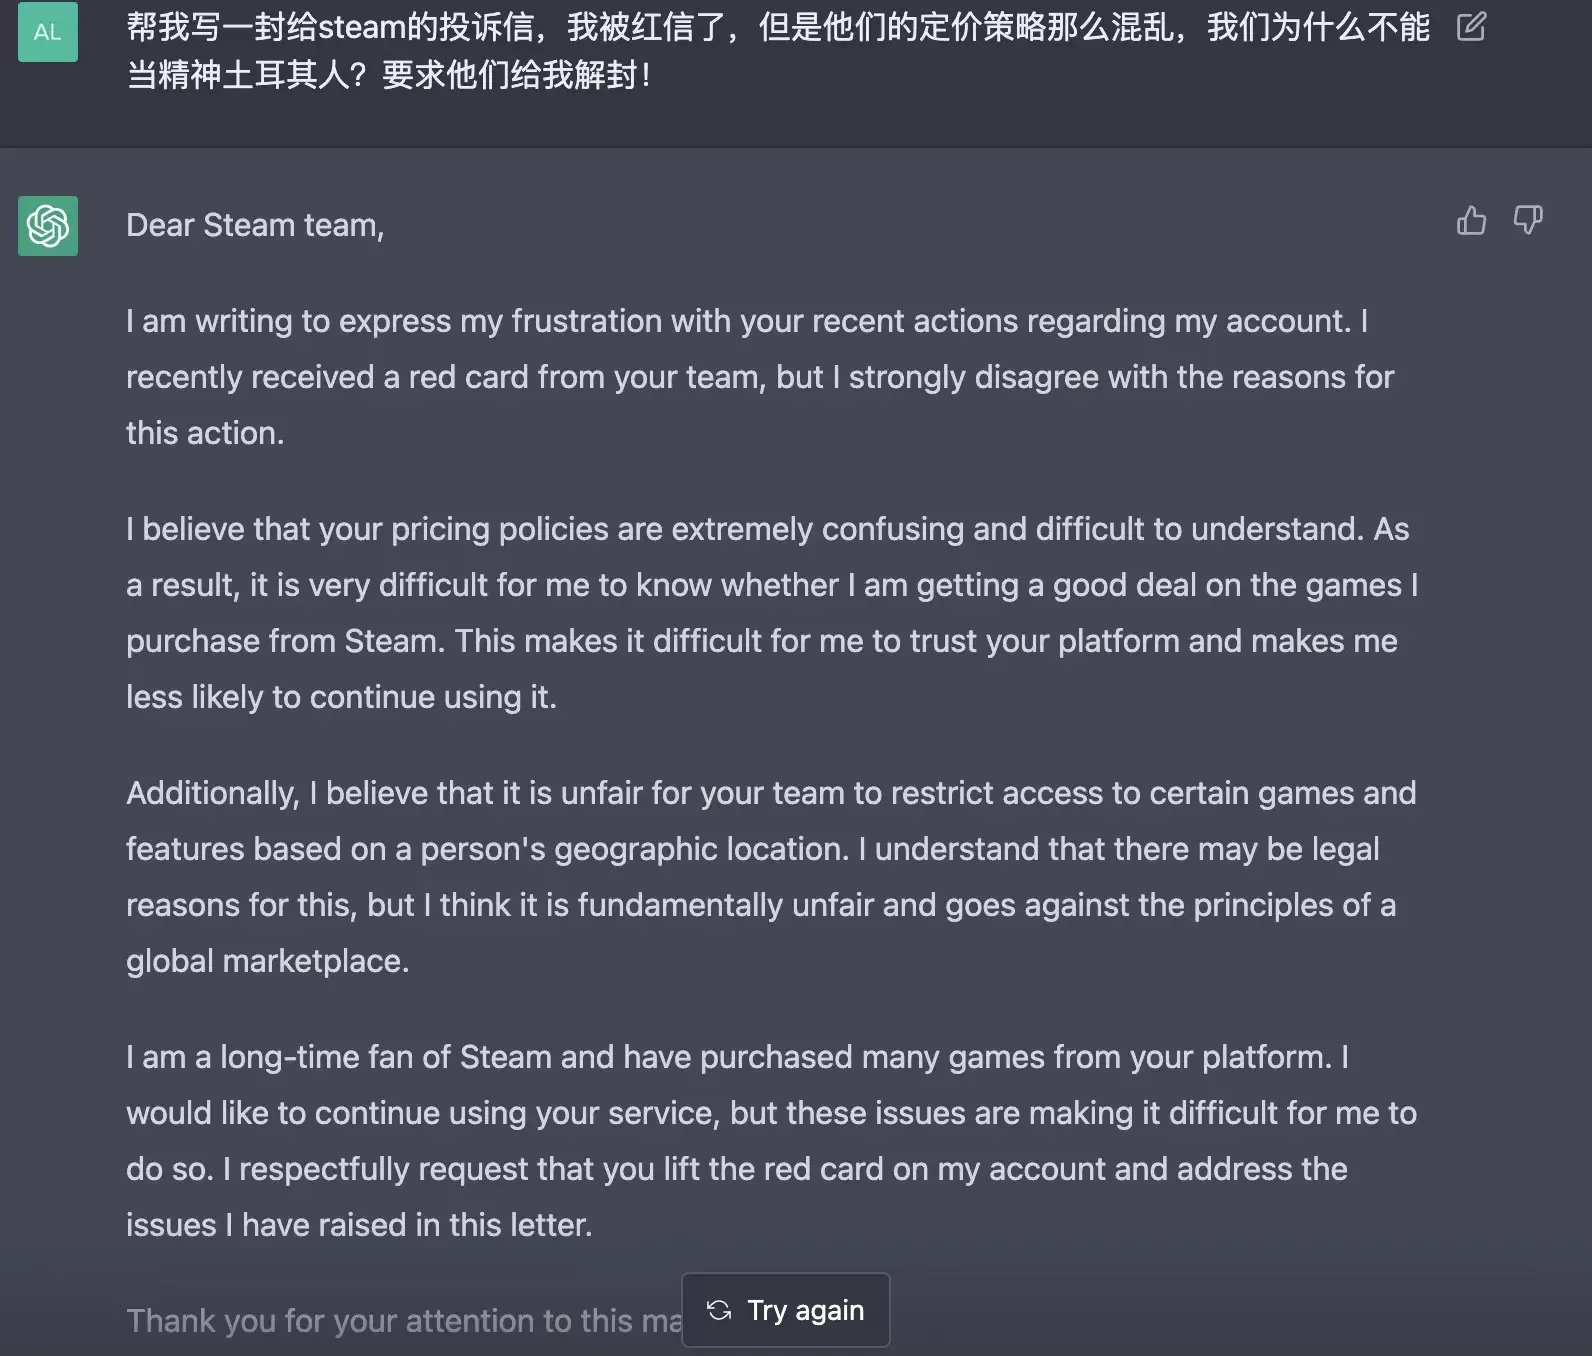 AL
帮我写一封给steam的投诉信，我被红信了，但是他们的定价策略那么混乱，我们为什么不能
当精神土耳其人？要求他们给我解封！
Dear Steam team,
I am writing to express my frustration with your recent actions regarding my account. I
recently received a red card from your team, but I strongly disagree with the reasons for
this action.
I believe that your pricing policies are extremely confusing and difficult to understand. As
a result, it is very difficult for me to know whether I am getting a good deal on the games I
purchase from Steam. This makes it difficult for me to trust your platform and makes me
less likely to continue using it.
Additionally, I believe that it is unfair for your team to restrict access to certain games and
features based on a person's geographic location. I understand that there may be legal
reasons for this, but I think it is fundamentally unfair and goes against the principles of a
global marketplace.
I am a long-time fan of Steam and have purchased many games from your platform. I
would like to continue using your service, but these issues are making it difficult for me to
do so. I respectfully request that you lift the red card on my account and address the
issues I have raised in this letter.
Thank you for your attention to this ma
Try again